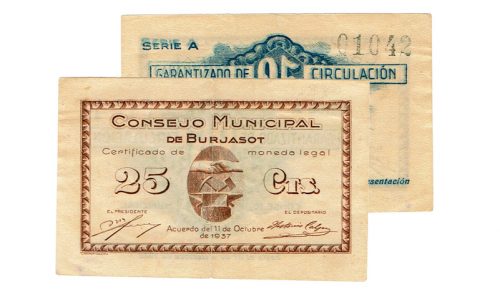 SERIE A
01042
GARANTIZADO DE
CIRCULACIÓN
CONSEJO MUNICIPAL
DE BURJASOT
Certificado de moneda legal
25 CTS.
EL PRESIDENTE
EL DEPOSITARIO
Acuerdo del 11 de Octubre
de 1937